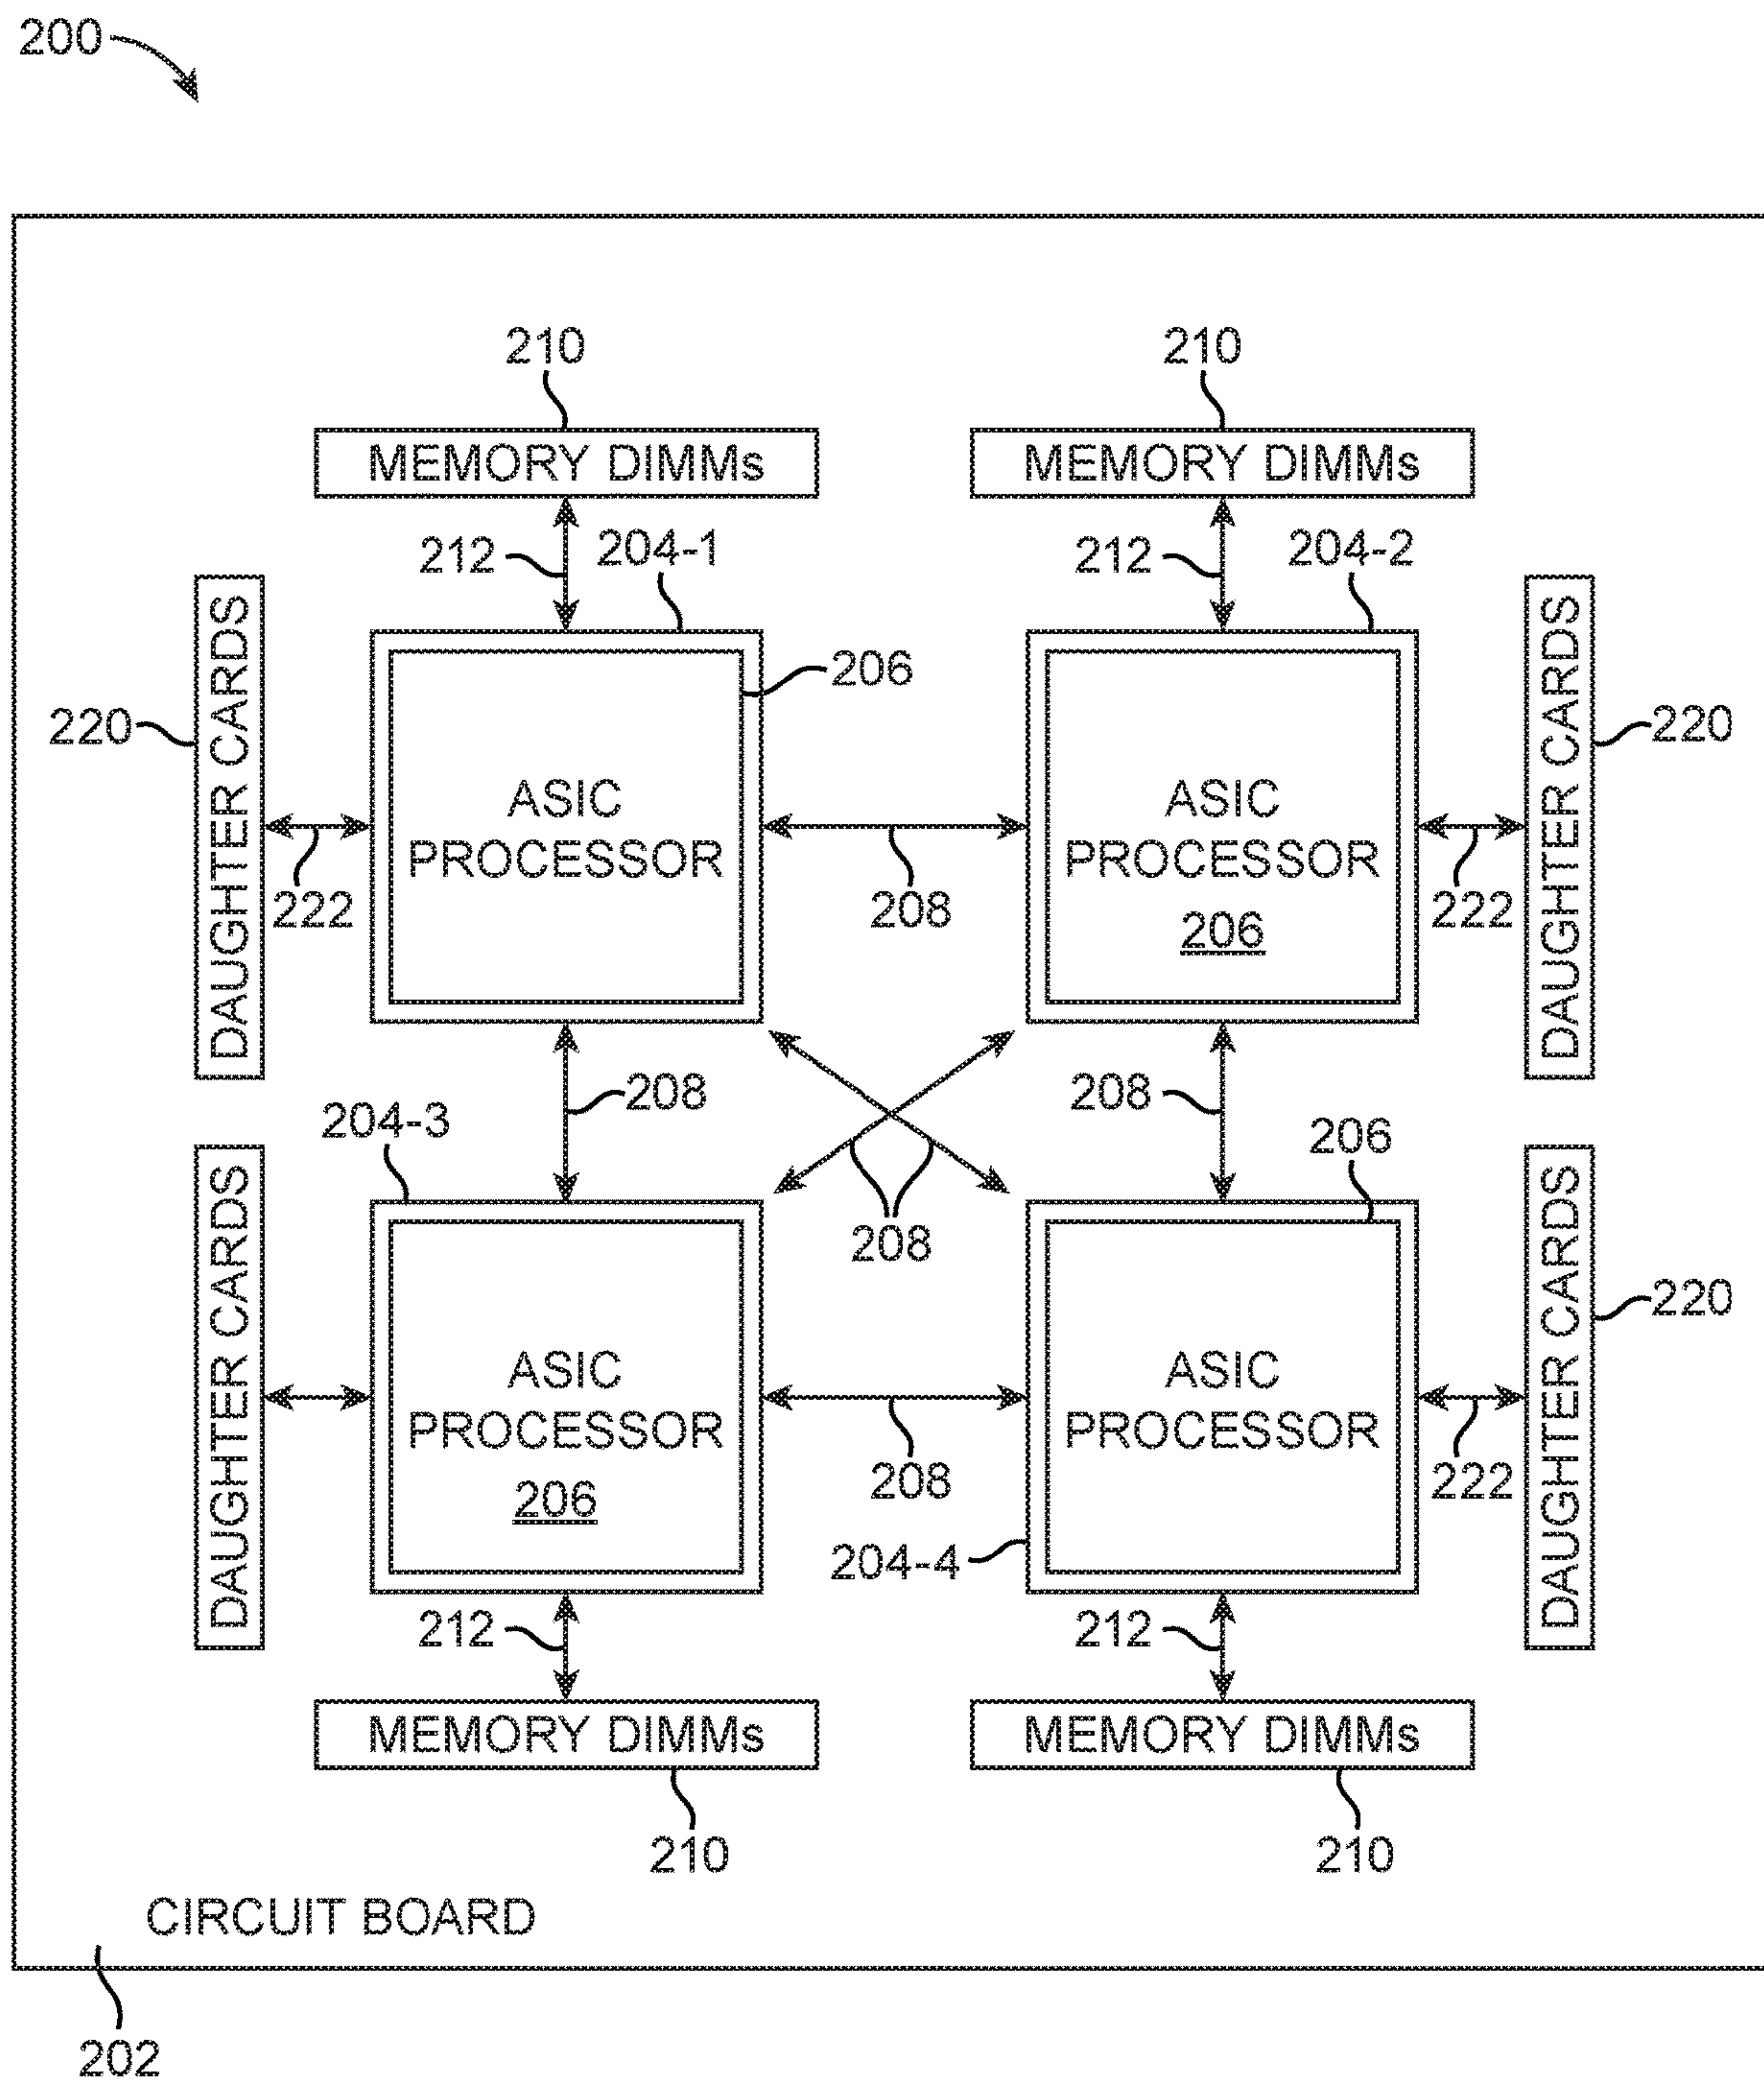 200
210
210
MEMORY DIMMs
MEMORY DIMMs
212
204-1
212
204-2
DAUGHTER CARDS
DAUGHTER CARDS
206
220
220
ASIC
PROCESSOR
ASIC
PROCESSOR
206
222
208
222
208
208
204-3
206
208
DAUGHTER CARDS
DAUGHTER CARDS
220
ASIC
PROCESSOR
206
ASIC
PROCESSOR
208
222
204-4
212
212
MEMORY DIMMs
MEMORY DIMMs
210
210
CIRCUIT BOARD
202